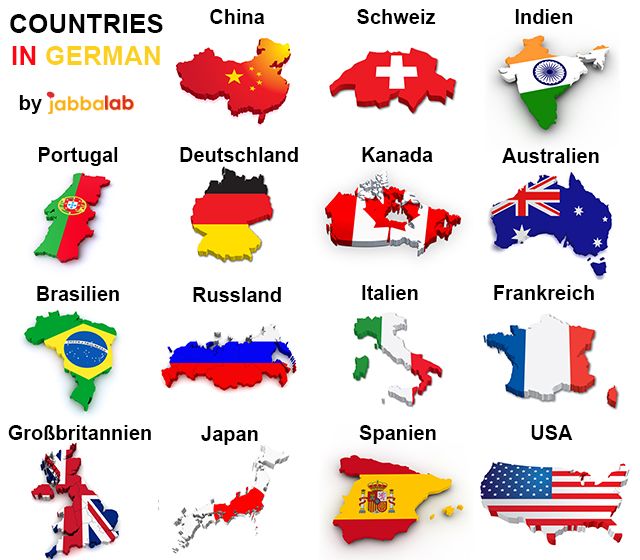 COUNTRIES
IN GERMAN
by jabbalab
China
Schweiz
Indien
Portugal
Deutschland
Kanada
Australien
Brasilien
Russland
Italien
Frankreich
Großbritannien
Japan
Spanien
USA